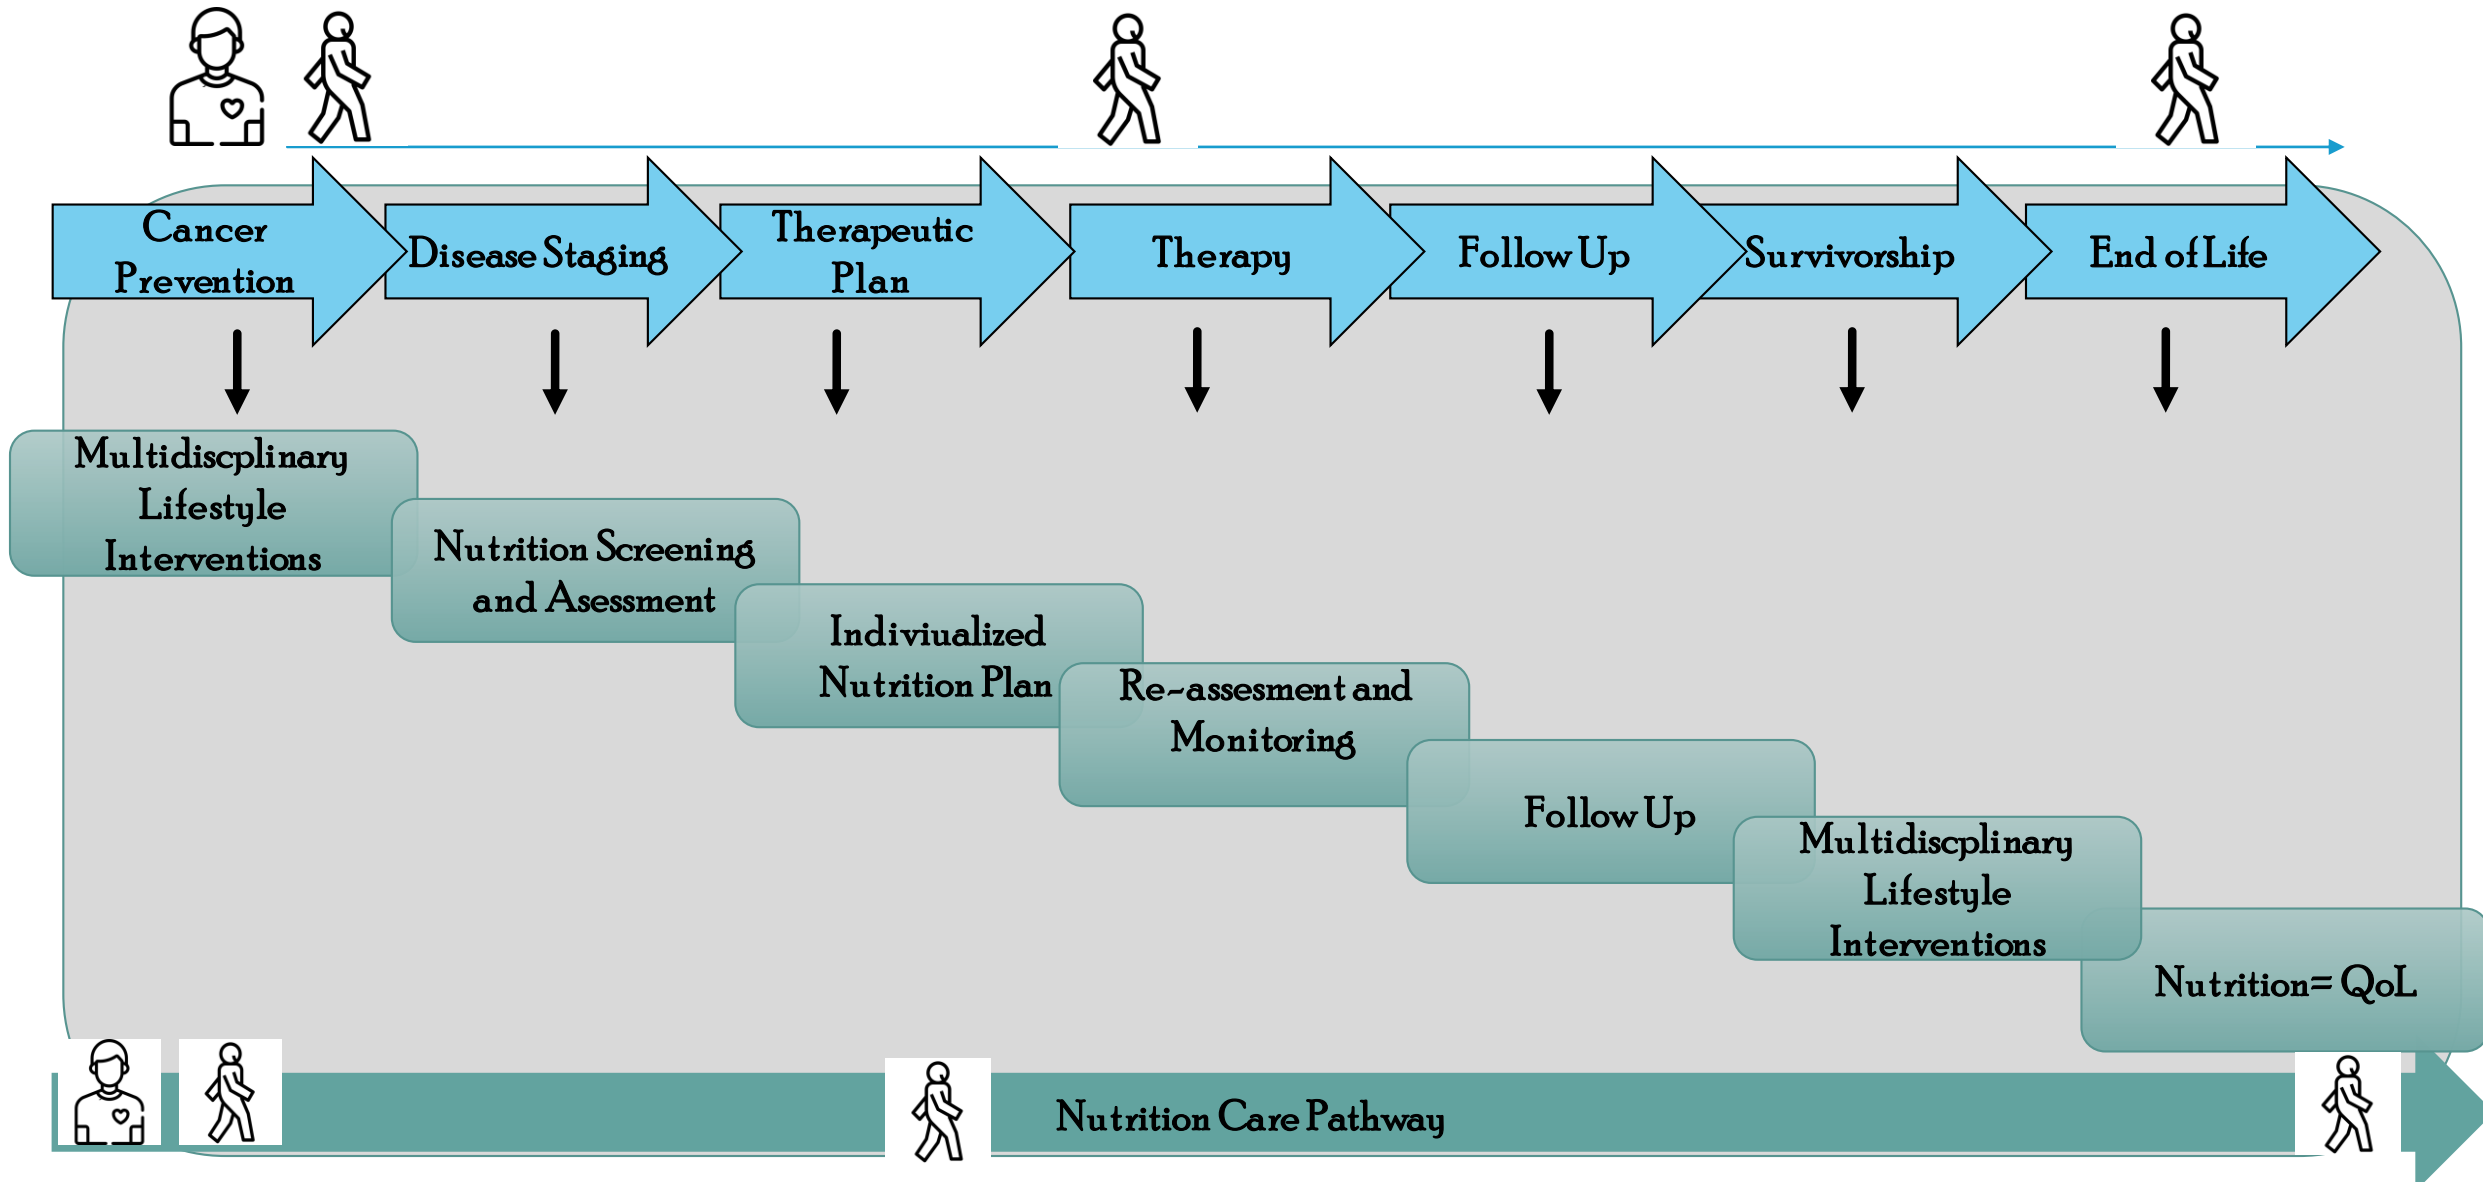 Cancer
Prevention
Disease Staging
Therapeutic
Plan
Therapy
Follow Up
Survivorship
End of Life
Multidiscplinary
Lifestyle
Interventions
Nutrition Screening
and Asessment
Indiviualized
Nutrition Plan
Re-assesment and
Monitoring
Follow Up
Multidiscplinary
Lifestyle
Interventions
Nutrition= QoL
Nutrition Care Pathway